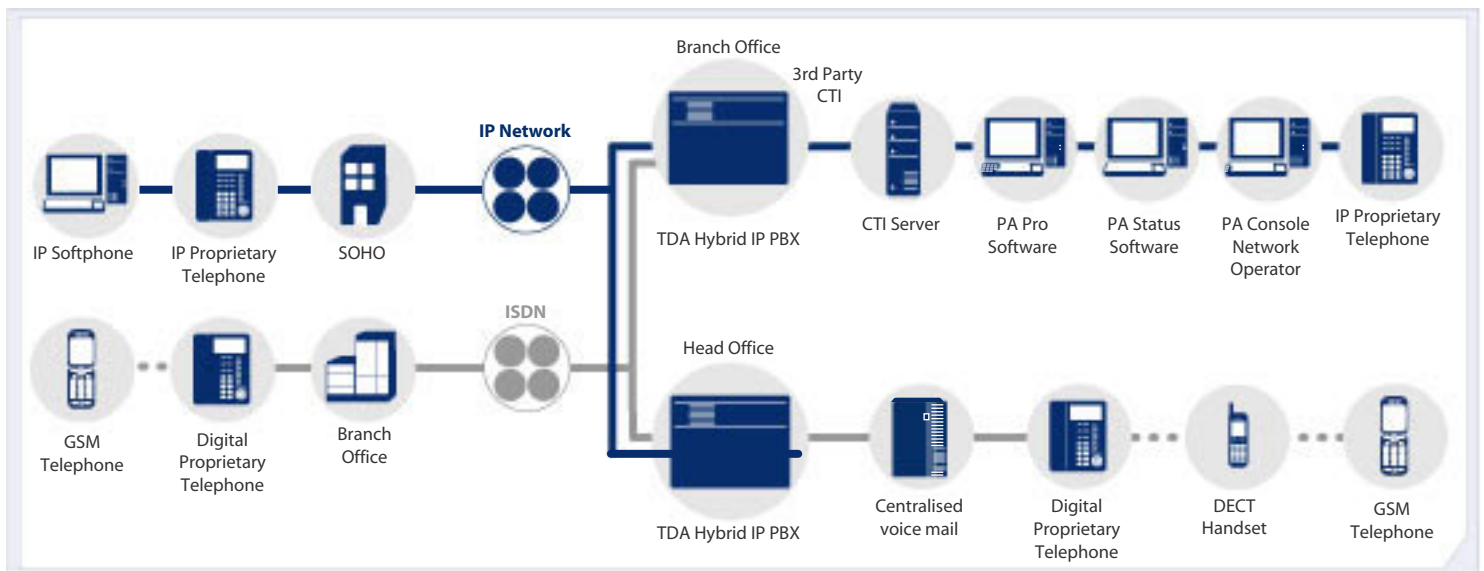 Branch Office
3rd Party
CTI
IP Network
IP Softphone
IP Proprietary
Telephone
SOHO
TDA Hybrid IP PBX
CTI Server
PA Pro
Software
PA Status
Software
PA Console
Network
Operator
IP Proprietary
Telephone
ISDN
Head Office
GSM
Telephone
Digital
Proprietary
Telephone
Branch
Office
TDA Hybrid IP PBX
Centralised
voice mail
Digital
Proprietary
Telephone
DECT
Handset
GSM
Telephone